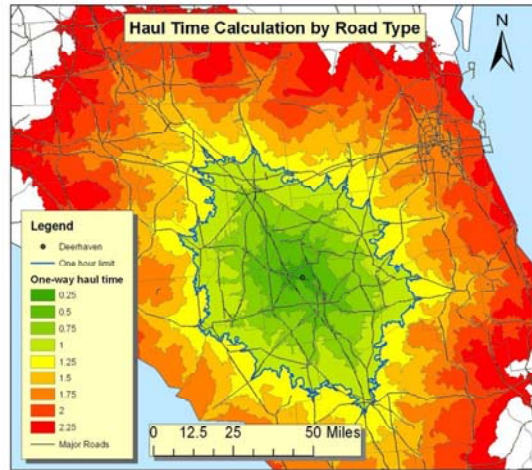 Haul Time Calculation by Road Type
N
Legend
Deerhaven
One hour limit
One-way haul time
0.25
0.5
0.75
1
1.25
1.5
1.75
2
2.25
Major Roads
0 12.5 25 50 Miles